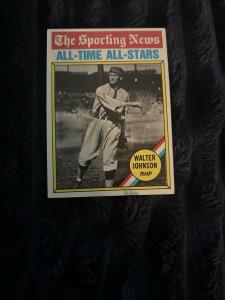 The Sporting News
ALL-TIME ALL-STARS
WALTER
JOHNSON
RHP